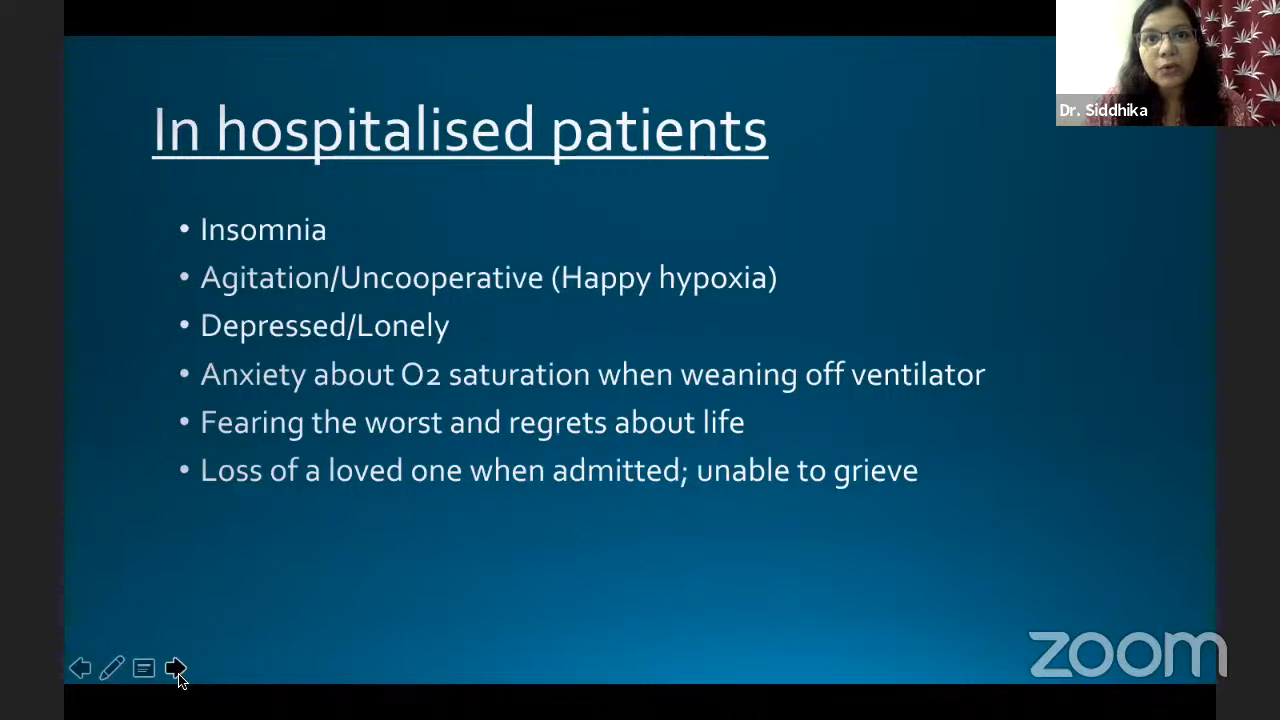 Dr. Siddhika
In hospitalised patients
• Insomnia
• Agitation/Uncooperative (Happy hypoxia)
• Depressed/Lonely
• Anxiety about O2 saturation when weaning off ventilator
• Fearing the worst and regrets about life
• Loss of a loved one when admitted; unable to grieve
zoom